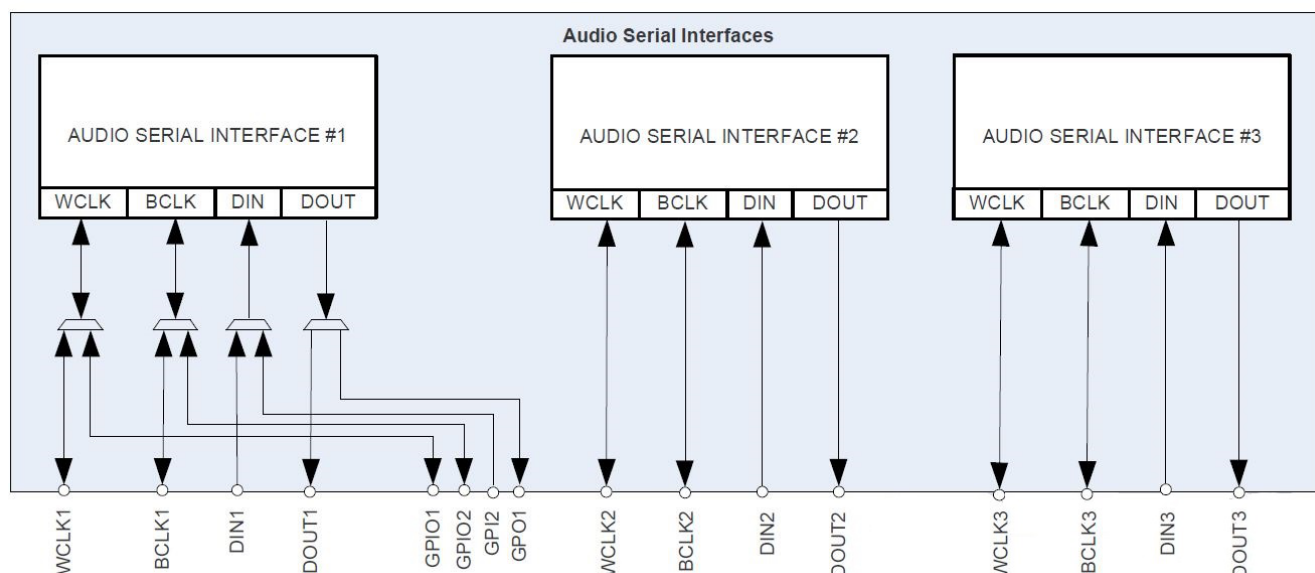 Audio Serial Interfaces
AUDIO SERIAL INTERFACE #1
AUDIO SERIAL INTERFACE #2
AUDIO SERIAL INTERFACE #3
WCLK BCLK DIN DOUT
WCLK BCLK DIN DOUT
WCLK BCLK DIN DOUT
WCLK1
BCLK1
DIN1
DOUT1
GPIO1
GPIO2
GPI2
GPO1
WCLK2
BCLK2
DIN2
DOUT2
WCLK3
BCLK3
DIN3
DOUT3